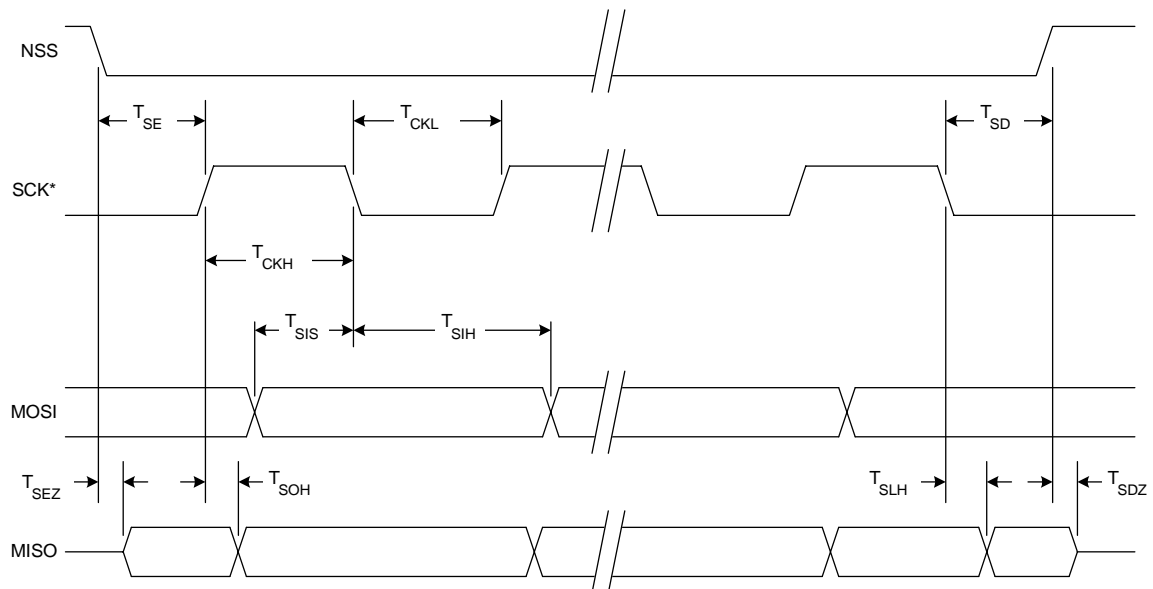 NSS
T_SE
T_CKL
T_SD
SCK*
T_CKH
T_SIS
T_SIH
MOSI
T_SEZ
T_SOH
T_SLH
T_SDZ
MISO